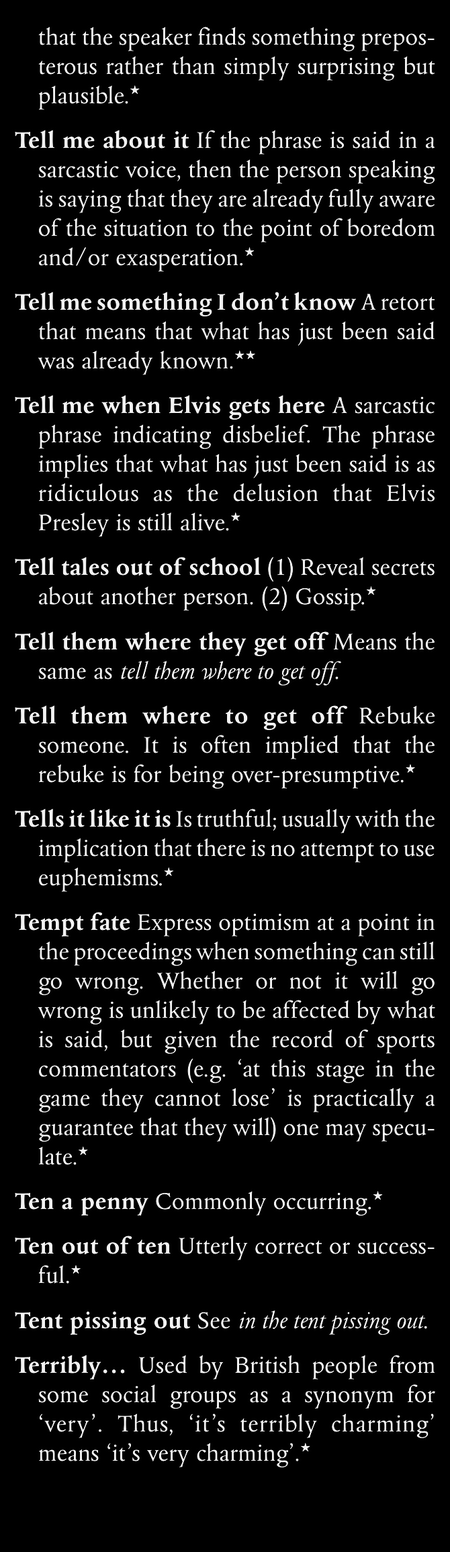 that the speaker finds something prepos-
terous rather than simply surprising but
plausible.★
Tell me about it If the phrase is said in a
sarcastic voice, then the person speaking
is saying that they are already fully aware
of the situation to the point of boredom
and/or exasperation.★
Tell me something I don’t know A retort
that means that what has just been said
was already known.★★
Tell me when Elvis gets here A sarcastic
phrase indicating disbelief. The phrase
implies that what has just been said is as
ridiculous as the delusion that Elvis
Presley is still alive.★
Tell tales out of school (1) Reveal secrets
about another person. (2) Gossip.★
Tell them where they get off Means the
same as tell them where to get off.
Tell them where to get off Rebuke
someone. It is often implied that the
rebuke is for being over-presumptive.★
Tells it like it is Is truthful; usually with the
implication that there is no attempt to use
euphemisms.★
Tempt fate Express optimism at a point in
the proceedings when something can still
go wrong. Whether or not it will go
wrong is unlikely to be affected by what
is said, but given the record of sports
commentators (e.g. ‘at this stage in the
game they cannot lose’ is practically a
guarantee that they will) one may specu-
late.★
Ten a penny Commonly occurring.★
Ten out of ten Utterly correct or success-
ful.★
Tent pissing out See in the tent pissing out.
Terribly… Used by British people from
some social groups as a synonym for
‘very’. Thus, ‘it’s terribly charming’
means ‘it’s very charming’.★